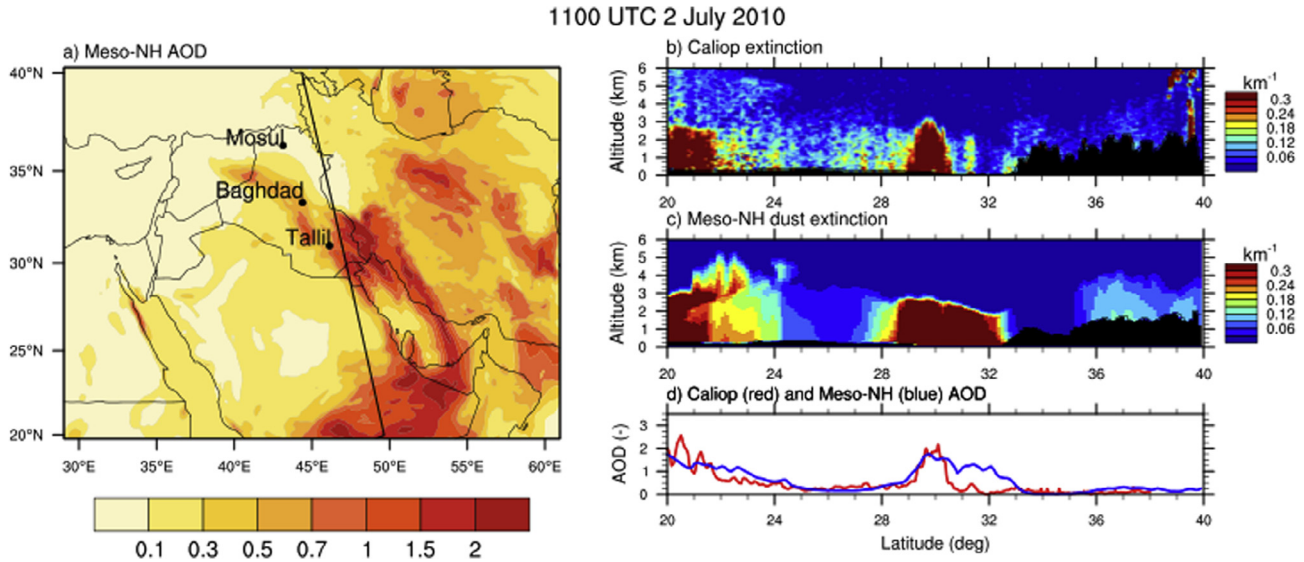 1100 UTC 2 July 2010
a) Meso-NH AOD
40°N
35°N
30°N
25°N
20°N
30°E 35°E 40°E 45°E 50°E 55°E 60°E
Mosul
Baghdad
Tallil
0.1 0.3 0.5 0.7 1 1.5 2
b) Caliop extinction
Altitude (km)
6
5
4
3
2
1
0
20 24 28 32 36 40
km-1
0.3
0.24
0.18
0.12
0.06
c) Meso-NH dust extinction
Altitude (km)
6
5
4
3
2
1
0
20 24 28 32 36 40
km-1
0.3
0.24
0.18
0.12
0.06
d) Caliop (red) and Meso-NH (blue) AOD
AOD (-)
3
2
1
0
20 24 28 32 36 40
Latitude (deg)